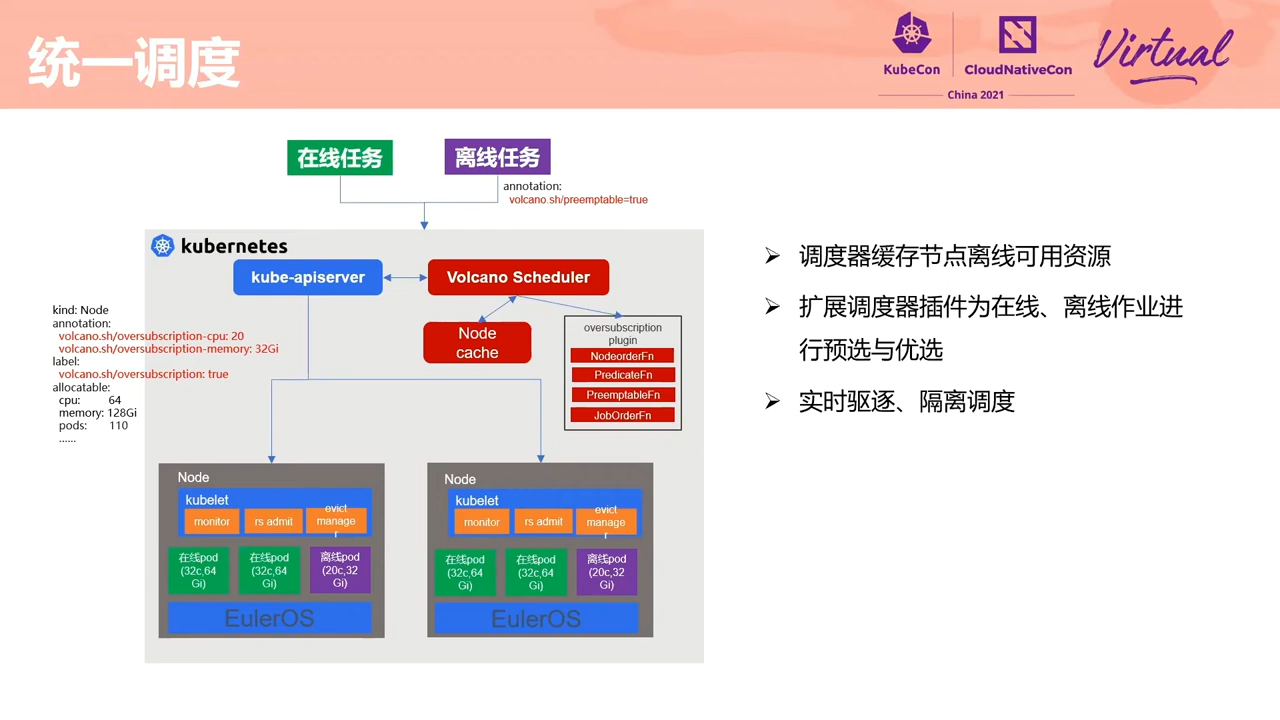 统一调度
KubeCon
CloudNativeCon
China 2021
Virtual
在线任务
离线任务
annotation:
volcano.sh/preemptable=true
kubernetes
kube-apiserver
Volcano Scheduler
Node
cache
oversubscription
plugin
NodeorderFn
PredicateFn
PreemptableFn
JobOrderFn
kind: Node
annotation:
volcano.sh/oversubscription-cpu: 20
volcano.sh/oversubscription-memory: 32Gi
label:
volcano.sh/oversubscription: true
allocatable:
cpu: 64
memory: 128Gi
pods: 110
......
Node
kubelet
monitor
rs admit
evict
manage
r
在线pod
(32c,64
Gi)
在线pod
(32c,64
Gi)
离线pod
(20c,32
Gi)
EulerOS
Node
kubelet
monitor
rs admit
evict
manage
r
在线pod
(32c,64
Gi)
在线pod
(32c,64
Gi)
离线pod
(20c,32
Gi)
EulerOS
➢ 调度器缓存节点离线可用资源
➢ 扩展调度器插件为在线、离线作业进
行预选与优选
➢ 实时驱逐、隔离调度